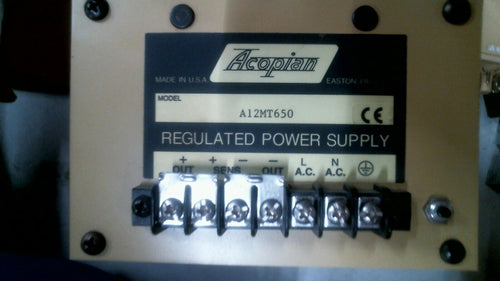 Acopian
MADE IN U.S.A. EASTON, PA.
MODEL
A12MT650 CE
REGULATED POWER SUPPLY
+ + − − L N
OUT SENS OUT A.C. A.C.